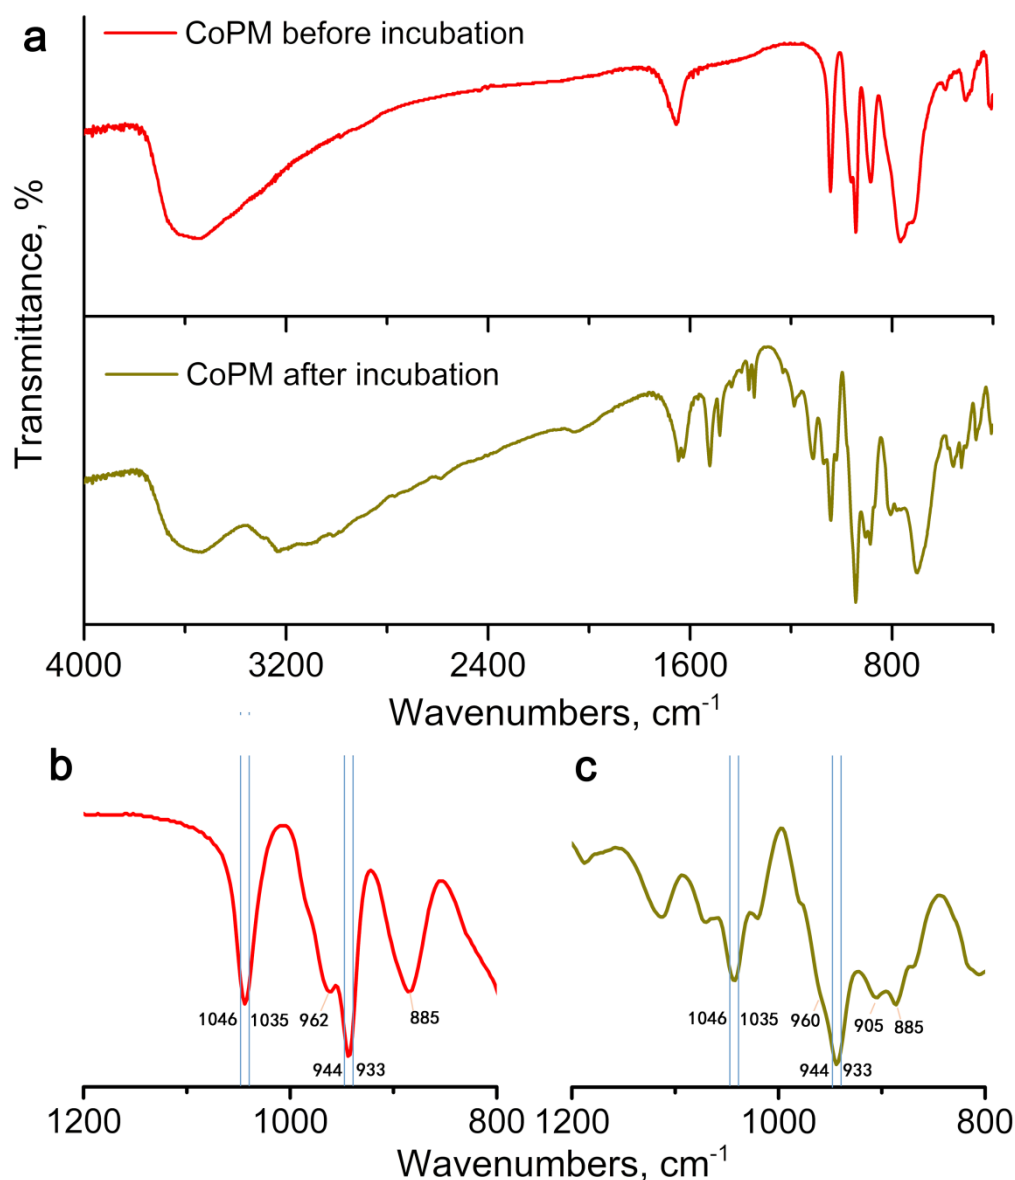 a
CoPM before incubation
CoPM after incubation
Transmittance, %
4000 3200 2400 1600 800
Wavenumbers, cm⁻¹
b
1046 1035 962 885
944 933
1200 1000 800
c
1046 1035 960 905 885
944 933
1200 1000 800
Wavenumbers, cm⁻¹